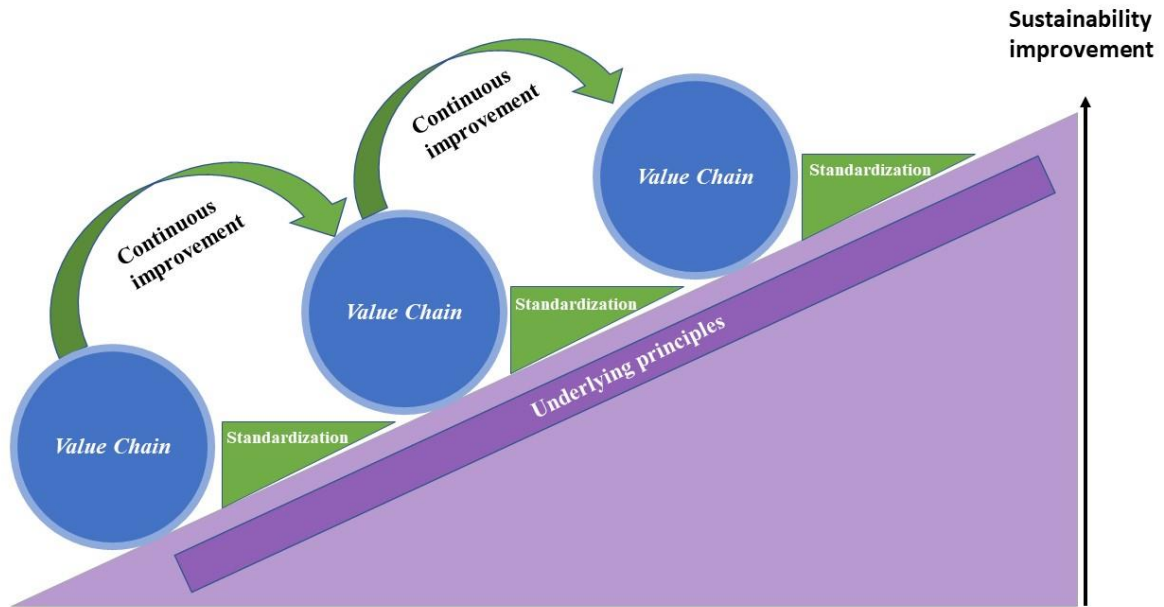 Sustainability
improvement
Continuous
improvement
Continuous
improvement
Value Chain
Standardization
Value Chain
Standardization
Value Chain
Standardization
Underlying principles